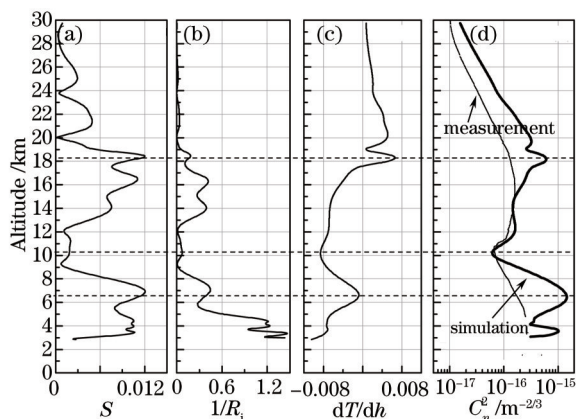 (a) (b) (c) (d)
Altitude /km
30
28
26
24
22
20
18
16
14
12
10
8
6
4
2
0
measurement
simulation
0 0.012 0 0.6 1.2 −0.008 0.008 10⁻¹⁷ 10⁻¹⁶ 10⁻¹⁵
S 1/Rᵢ dT/dh Cₙ² /m⁻²/³